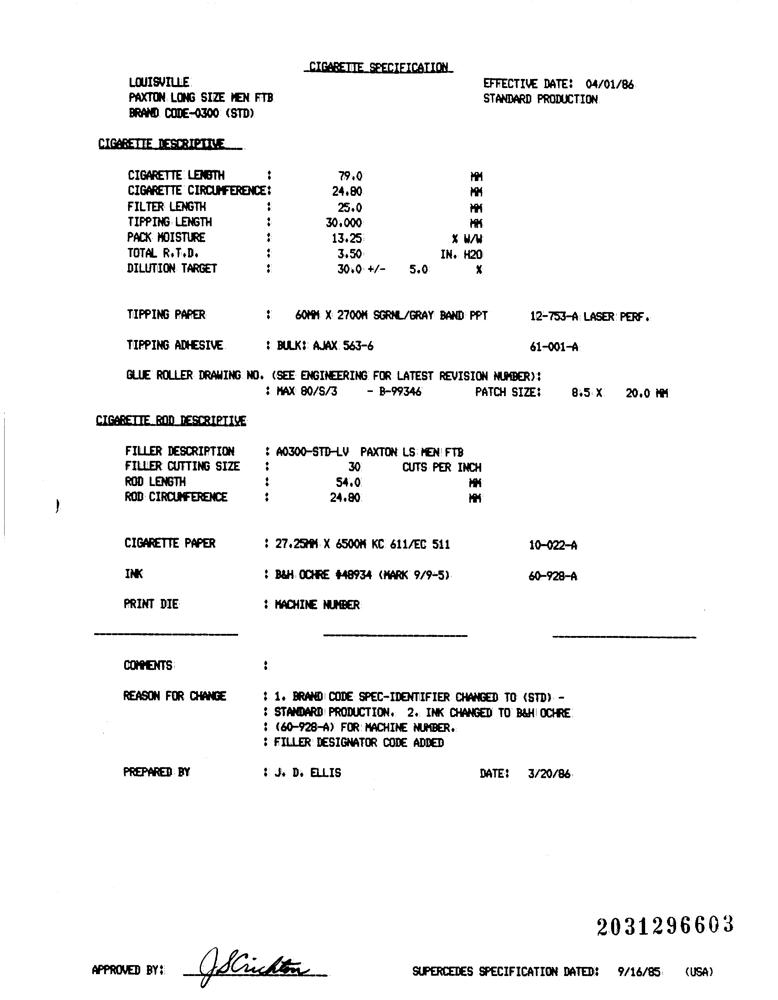 CIGARETTE SPECIFICATION
LOUISVILLE EFFECTIVE DATE: 04/01/86
PAXTON LONG SIZE MEN FTB STANDARD PRODUCTION
BRAND CODE-0300 (STD)
CIGARETTE DESCRIPTIVE
CIGARETTE LENGTH : 79.0 MM
CIGARETTE CIRCUMFERENCE: 24.80 MM
FILTER LENGTH : 25.0 MM
TIPPING LENGTH : 30.000 MM
PACK MOISTURE : 13.25 % W/W
TOTAL R.T.D. : 3.50 IN. H2O
DILUTION TARGET : 30.0 +/- 5.0 %
TIPPING PAPER : 60MM X 2700M SGRNL/GRAY BAND PPT 12-753-A LASER PERF.
TIPPING ADHESIVE : BULK: AJAX 563-6 61-001-A
GLUE ROLLER DRAWING NO. (SEE ENGINEERING FOR LATEST REVISION NUMBER):
: MAX 80/S/3 - B-99346 PATCH SIZE: 8.5 X 20.0 MM
CIGARETTE ROD DESCRIPTIVE
FILLER DESCRIPTION : A0300-STD-LV PAXTON LS MEN FTB
FILLER CUTTING SIZE : 30 CUTS PER INCH
ROD LENGTH : 54.0 MM
ROD CIRCUMFERENCE : 24.80 MM
CIGARETTE PAPER : 27.25MM X 6500M KC 611/EC 511 10-022-A
INK : B&H OCHRE #48934 (MARK 9/9-5) 60-928-A
PRINT DIE : MACHINE NUMBER
COMMENTS :
REASON FOR CHANGE : 1. BRAND CODE SPEC-IDENTIFIER CHANGED TO (STD) -
: STANDARD PRODUCTION. 2. INK CHANGED TO B&H OCHRE
: (60-928-A) FOR MACHINE NUMBER.
: FILLER DESIGNATOR CODE ADDED
PREPARED BY : J. D. ELLIS DATE: 3/20/86
2031296603
APPROVED BY: JSCrichton SUPERCEDES SPECIFICATION DATED: 9/16/85 (USA)